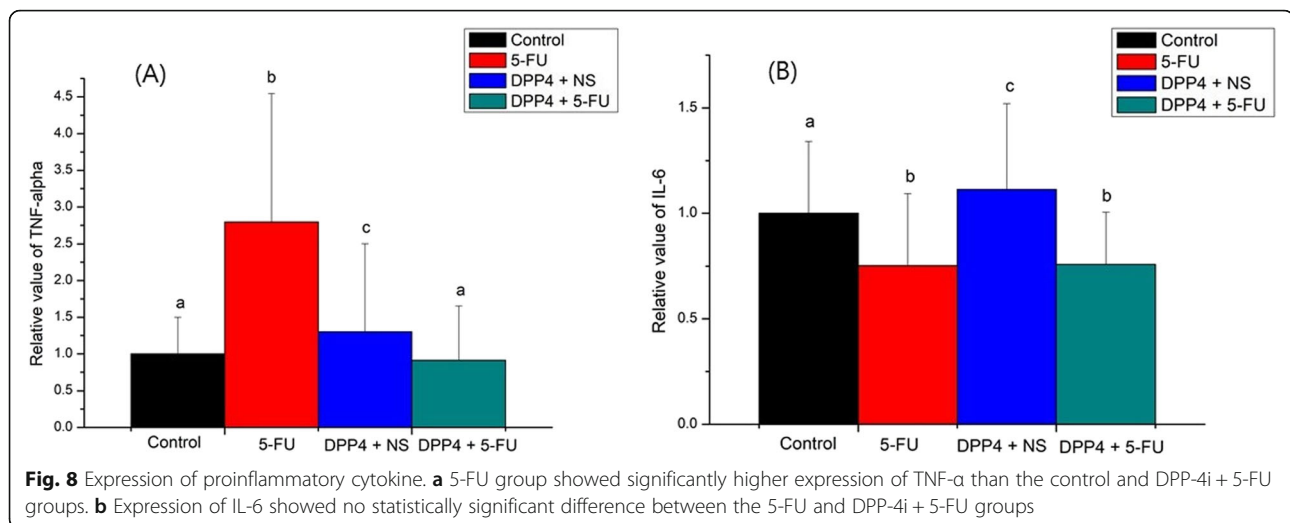 Control
5-FU
DPP4 + NS
DPP4 + 5-FU
(A)
Relative value of TNF-alpha
4.5
4.0
3.5
3.0
2.5
2.0
1.5
1.0
0.5
0.0
a
b
c
a
Control
5-FU
DPP4 + NS
DPP4 + 5-FU
Control
5-FU
DPP4 + NS
DPP4 + 5-FU
(B)
Relative value of IL-6
1.5
1.0
0.5
0.0
a
b
c
b
Control
5-FU
DPP4 + NS
DPP4 + 5-FU
Fig. 8 Expression of proinflammatory cytokine. a 5-FU group showed significantly higher expression of TNF-α than the control and DPP-4i + 5-FU
groups. b Expression of IL-6 showed no statistically significant difference between the 5-FU and DPP-4i + 5-FU groups